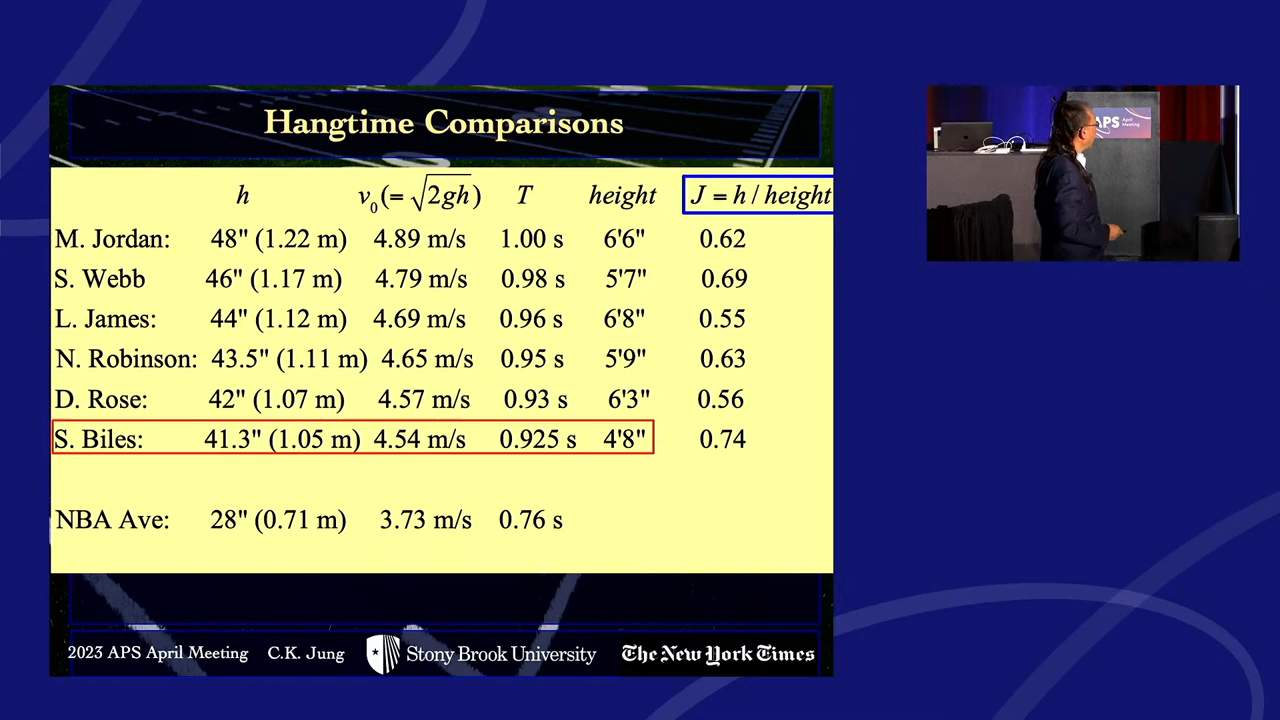 Hangtime Comparisons
h v₀(= √2gh) T height J = h / height
M. Jordan: 48" (1.22 m) 4.89 m/s 1.00 s 6'6" 0.62
S. Webb 46" (1.17 m) 4.79 m/s 0.98 s 5'7" 0.69
L. James: 44" (1.12 m) 4.69 m/s 0.96 s 6'8" 0.55
N. Robinson: 43.5" (1.11 m) 4.65 m/s 0.95 s 5'9" 0.63
D. Rose: 42" (1.07 m) 4.57 m/s 0.93 s 6'3" 0.56
S. Biles: 41.3" (1.05 m) 4.54 m/s 0.925 s 4'8" 0.74
NBA Ave: 28" (0.71 m) 3.73 m/s 0.76 s
2023 APS April Meeting C.K. Jung Stony Brook University The New York Times
APS April
Meeting